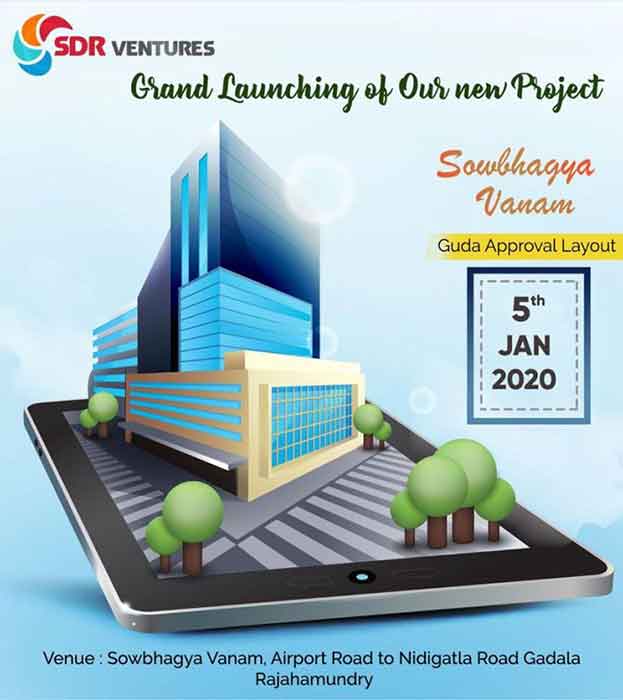 SDR VENTURES
Grand Launching of Our new Project
Sowbhagya
Vanam
Guda Approval Layout
5th
JAN
2020
Venue : Sowbhagya Vanam, Airport Road to Nidigatla Road Gadala
Rajahamundry